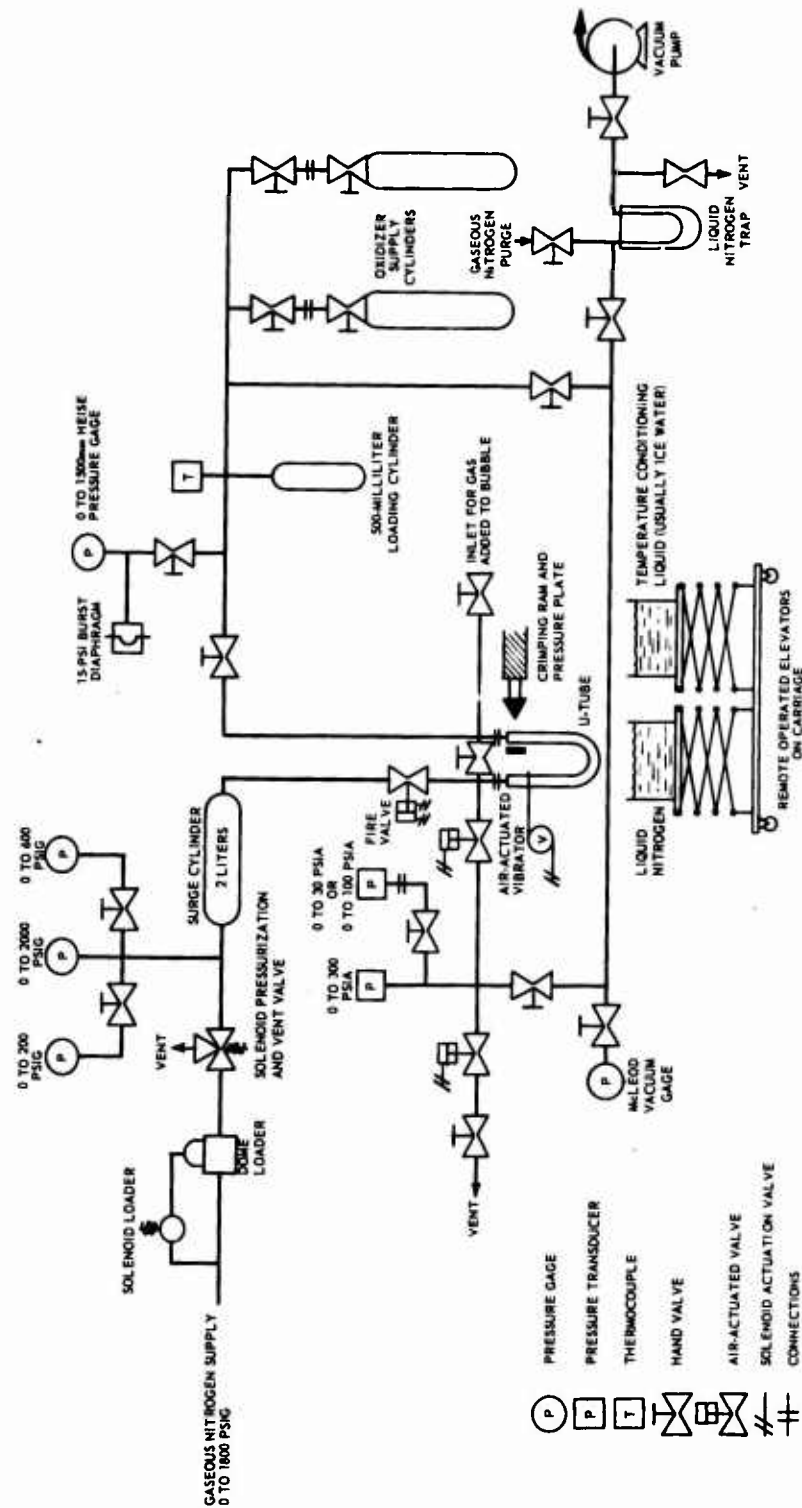 GASEOUS NITROGEN SUPPLY
0 TO 1800 PSIG
SOLENOID LOADER
DOME
LOADER
VENT
SOLENOID PRESSURIZATION
AND VENT VALVE
0 TO 200
PSIG
P
0 TO 2000
PSIG
P
0 TO 600
PSIG
P
SURGE CYLINDER
2 LITERS
FIRE
VALVE
15-PSI BURST
DIAPHRAGM
P
0 TO 1500mm HEISE
PRESSURE GAGE
T
500-MILLILITER
LOADING CYLINDER
OXIDIZER
SUPPLY
CYLINDERS
GASEOUS
NITROGEN
PURGE
VACUUM
PUMP
VENT
LIQUID
NITROGEN
TRAP
INLET FOR GAS
ADDED TO BUBBLE
CRIMPING RAM AND
PRESSURE PLATE
U-TUBE
AIR-ACTUATED
VIBRATOR
V
0 TO 30 PSIA
OR
0 TO 100 PSIA
P
0 TO 300
PSIA
P
VENT
P
McLEOD
VACUUM
GAGE
LIQUID
NITROGEN
TEMPERATURE CONDITIONING
LIQUID (USUALLY ICE WATER)
REMOTE OPERATED ELEVATORS
ON CARRIAGE
P PRESSURE GAGE
P PRESSURE TRANSDUCER
T THERMOCOUPLE
HAND VALVE
AIR-ACTUATED VALVE
SOLENOID ACTUATION VALVE
CONNECTIONS